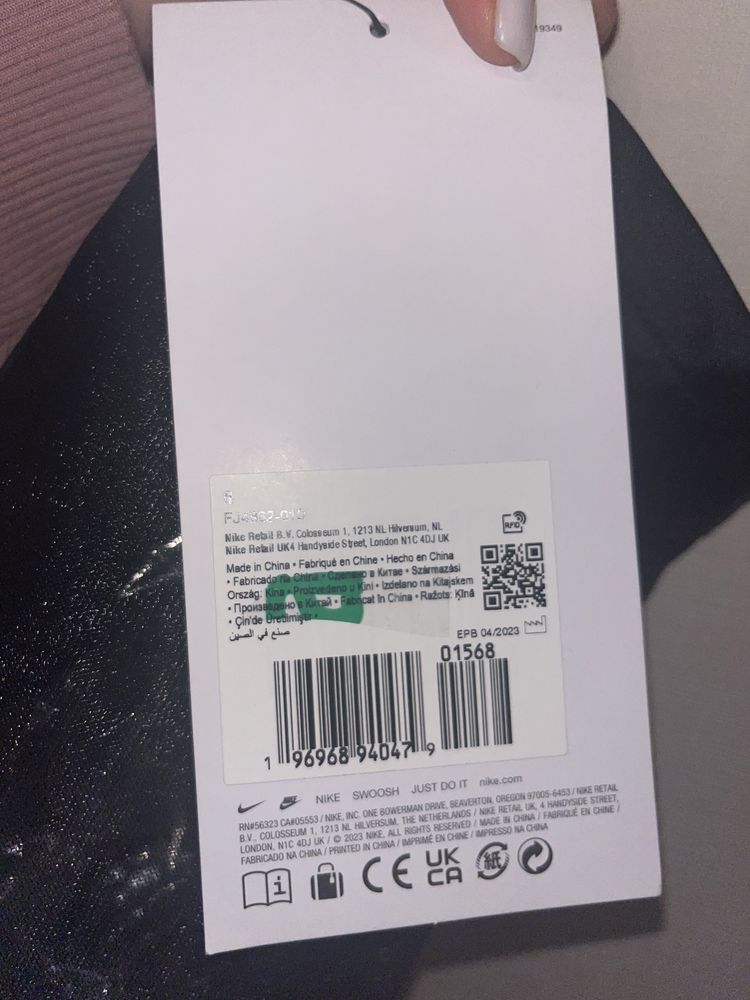 19349
FJ4862-010
Nike Retail B.V. Colosseum 1, 1213 NL Hilversum, NL
Nike Retail UK4 Handyside Street, London N1C 4DJ UK
RFID
Made in China • Fabriqué en Chine • Hecho en China
• Fabricado na China • Сделано в Китае • Származási
Ország: Kína • Proizvedeno u Kini • Izdelano na Kitajskem
• Произведено в Китай • Fabricat în China • Ražots: Ķīnā
• Çin'de Üretilmiştir •
صنع في الصين
EPB 04/2023
01568
1 96968 94047 9
NIKE SWOOSH JUST DO IT nike.com
RN#56323 CA#05553 / NIKE, INC. ONE BOWERMAN DRIVE, BEAVERTON, OREGON 97005-6453 / NIKE RETAIL
B.V., COLOSSEUM 1, 1213 NL HILVERSUM, THE NETHERLANDS / NIKE RETAIL UK, 4 HANDYSIDE STREET,
LONDON, N1C 4DJ UK / © 2023 NIKE, ALL RIGHTS RESERVED / MADE IN CHINA / FABRIQUÉ EN CHINE /
FABRICADO NA CHINA / PRINTED IN CHINA / IMPRIMÉ EN CHINE / IMPRESSO NA CHINA
i CE UK CA 紙